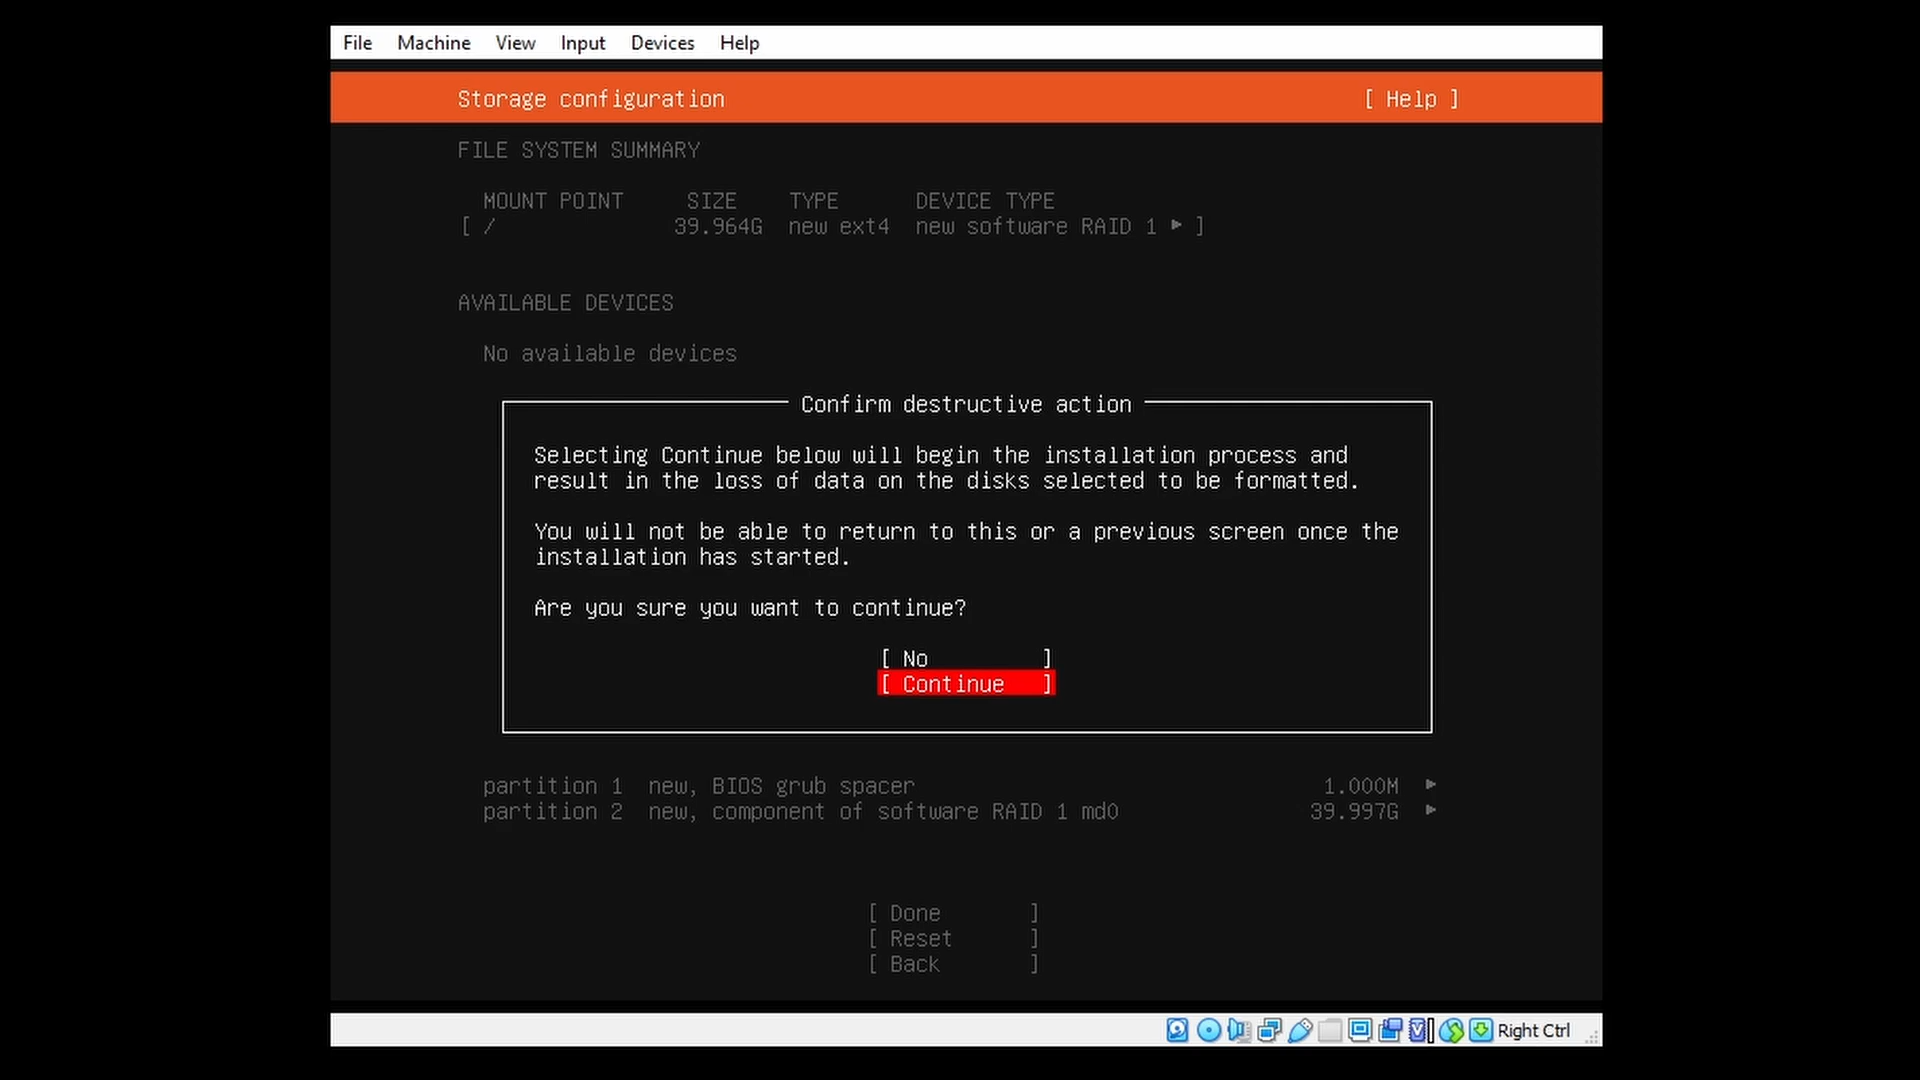 File Machine View Input Devices Help
Storage configuration [ Help ]
FILE SYSTEM SUMMARY
MOUNT POINT SIZE TYPE DEVICE TYPE
[ / 39.964G new ext4 new software RAID 1 ▸ ]
AVAILABLE DEVICES
No available devices
Confirm destructive action
Selecting Continue below will begin the installation process and
result in the loss of data on the disks selected to be formatted.
You will not be able to return to this or a previous screen once the
installation has started.
Are you sure you want to continue?
[ No ]
[ Continue ]
partition 1 new, BIOS grub spacer 1.000M ▸
partition 2 new, component of software RAID 1 md0 39.997G ▸
[ Done ]
[ Reset ]
[ Back ]
Right Ctrl